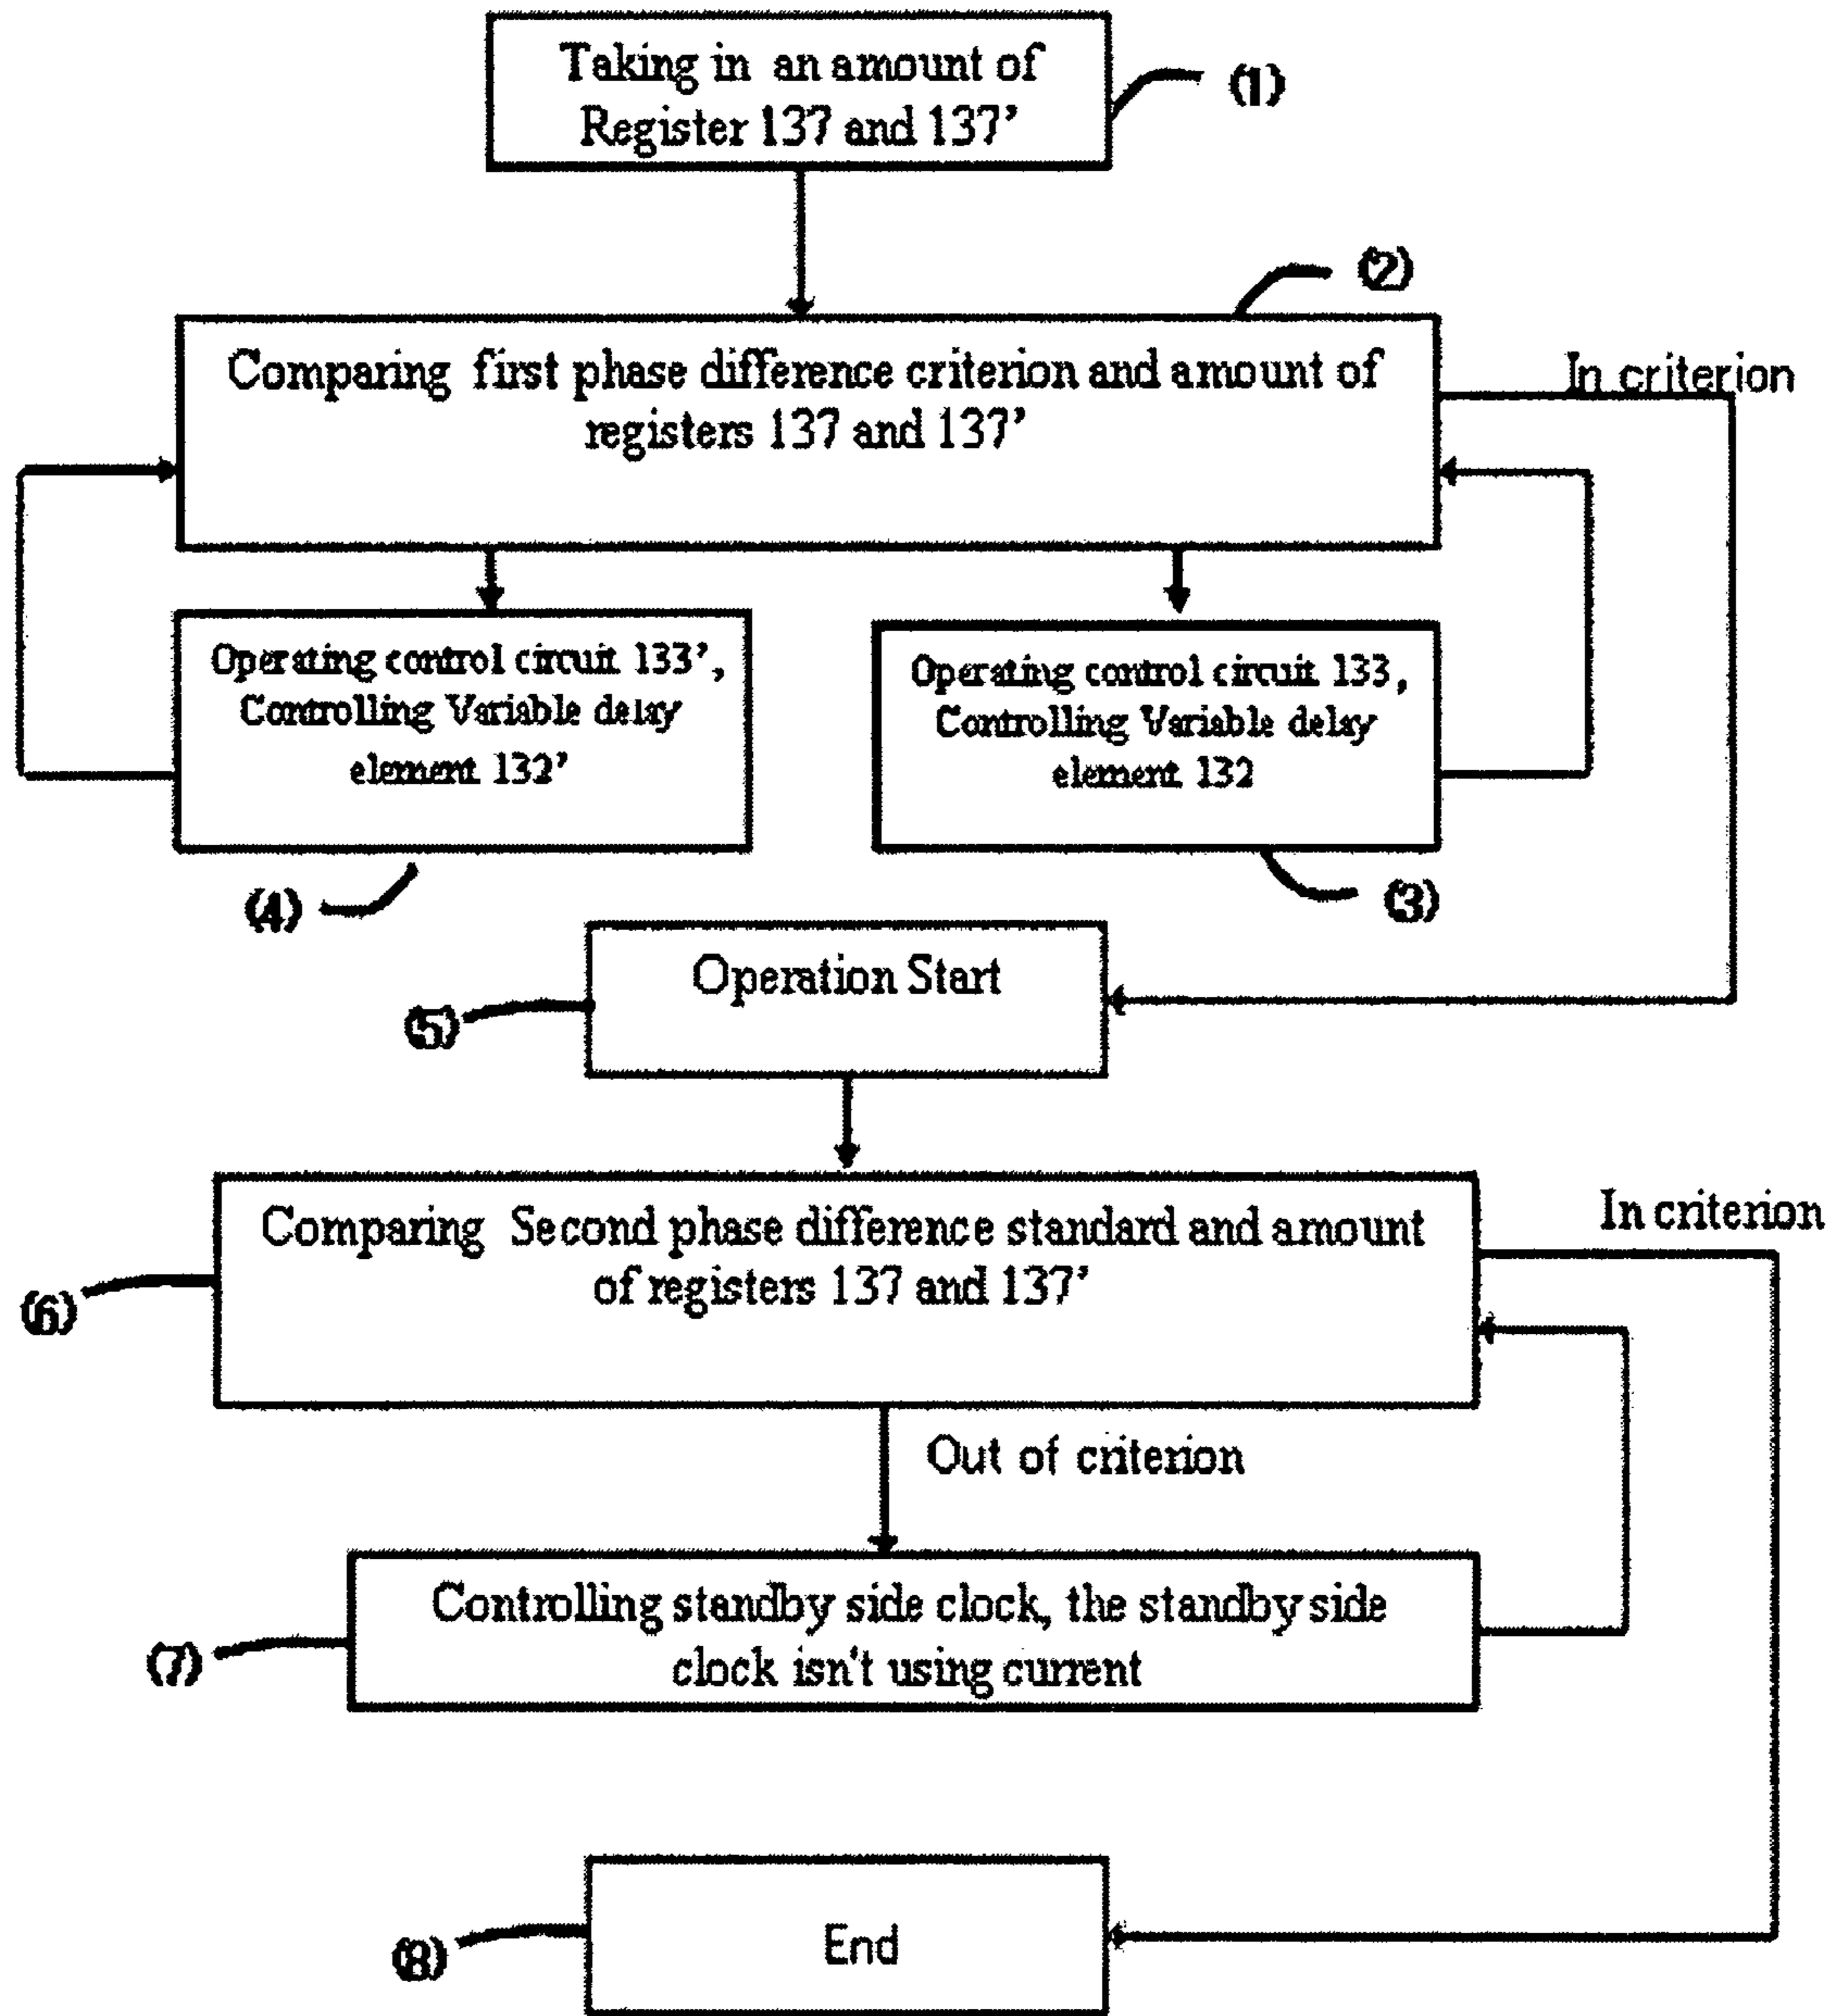 Taking in an amount of
Register 137 and 137’
(1)
(2)
Comparing first phase difference criterion and amount of
registers 137 and 137’
In criterion
Operating control circuit 133’,
Controlling Variable delay
element 132’
Operating control circuit 133,
Controlling Variable delay
element 132
(4)
(3)
Operation Start
(5)
Comparing Second phase difference standard and amount
of registers 137 and 137’
In criterion
(6)
Out of criterion
Controlling standby side clock, the standby side
clock isn't using current
(7)
End
(8)